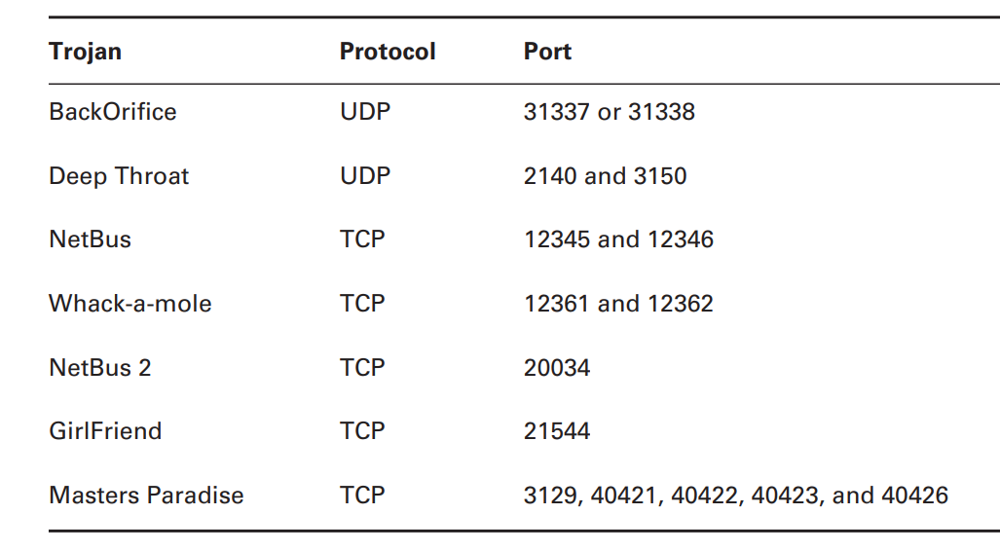 Trojan Protocol Port
BackOrifice UDP 31337 or 31338
Deep Throat UDP 2140 and 3150
NetBus TCP 12345 and 12346
Whack-a-mole TCP 12361 and 12362
NetBus 2 TCP 20034
GirlFriend TCP 21544
Masters Paradise TCP 3129, 40421, 40422, 40423, and 40426